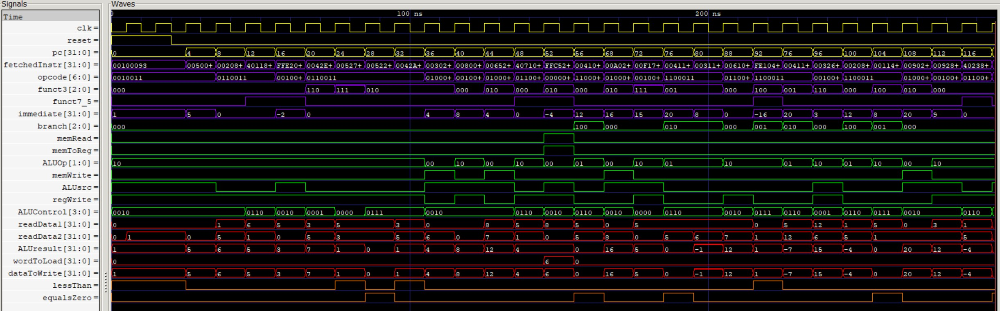 Signals Waves
Time 0 100 ns 200 ns
clk=
reset=
pc[31:0]= 0 4 8 12 16 20 24 28 32 36 40 44 48 52 56 68 72 76 80 88 92 76 96 100 104 108 112 116
fetchedInstr[31:0]= 00100093 00500+ 00208+ 40118+ FFE20+ 0042E+ 00527+ 00522+ 0042A+ 00302+ 00800+ 00652+ 40710+ FFC52+ 00410+ 00A02+ 00F17+ 00411+ 00311+ 00610+ FE104+ 00411+ 00326+ 00208+ 00114+ 00902+ 00928+ 40238+
opcode[6:0]= 0010011 0110011 00100+ 0110011 01000+ 00100+ 01000+ 01100+ 00000+ 11000+ 01000+ 00100+ 1100011 01100+ 1100011 00100+ 1100011 01000+ 00100+ 01100+
funct3[2:0]= 000 110 111 010 000 010 000 010 000 010 111 001 000 100 001 110 000 100 010 000
funct7_5=
immediate[31:0]= 1 5 0 -2 0 4 8 4 0 -4 12 16 15 20 8 0 -16 20 3 12 8 20 9 0
branch[2:0]= 000 100 000 010 000 001 010 000 100 001 000
memRead=
memToReg=
ALUOp[1:0]= 10 00 10 00 10 00 01 00 10 01 10 01 10 01 10 00 10
memWrite=
ALUsrc=
regWrite=
ALUControl[3:0]= 0010 0110 0010 0001 0000 0111 0010 0110 0010 0110 0010 0000 0110 0010 0111 0110 0001 0110 0111 0010 0110
readData1[31:0]= 0 1 6 5 3 5 3 0 8 5 8 5 0 5 0 5 12 1 5 0 3 1
readData2[31:0]= 0 1 0 5 1 0 5 3 5 6 0 7 1 0 5 8 0 5 6 7 1 12 6 5 1 5
ALUresult[31:0]= 1 5 6 5 3 7 1 0 1 4 8 12 4 0 16 5 0 -1 12 1 -7 15 -4 0 20 12 -4
wordToLoad[31:0]= 0 6 0
dataToWrite[31:0]= 1 5 6 5 3 7 1 0 1 4 8 12 4 6 0 16 5 0 -1 12 1 -7 15 -4 0 20 12 -4
lessThan=
equalsZero=